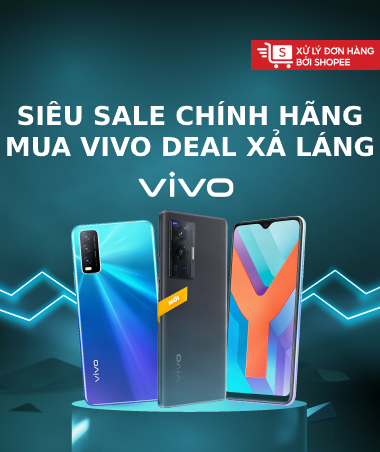 XỬ LÝ ĐƠN HÀNG
BỞI SHOPEE
S
SIÊU SALE CHÍNH HÃNG
MUA VIVO DEAL XẢ LÁNG
vivo
MỚI
vivo
vivo
Y